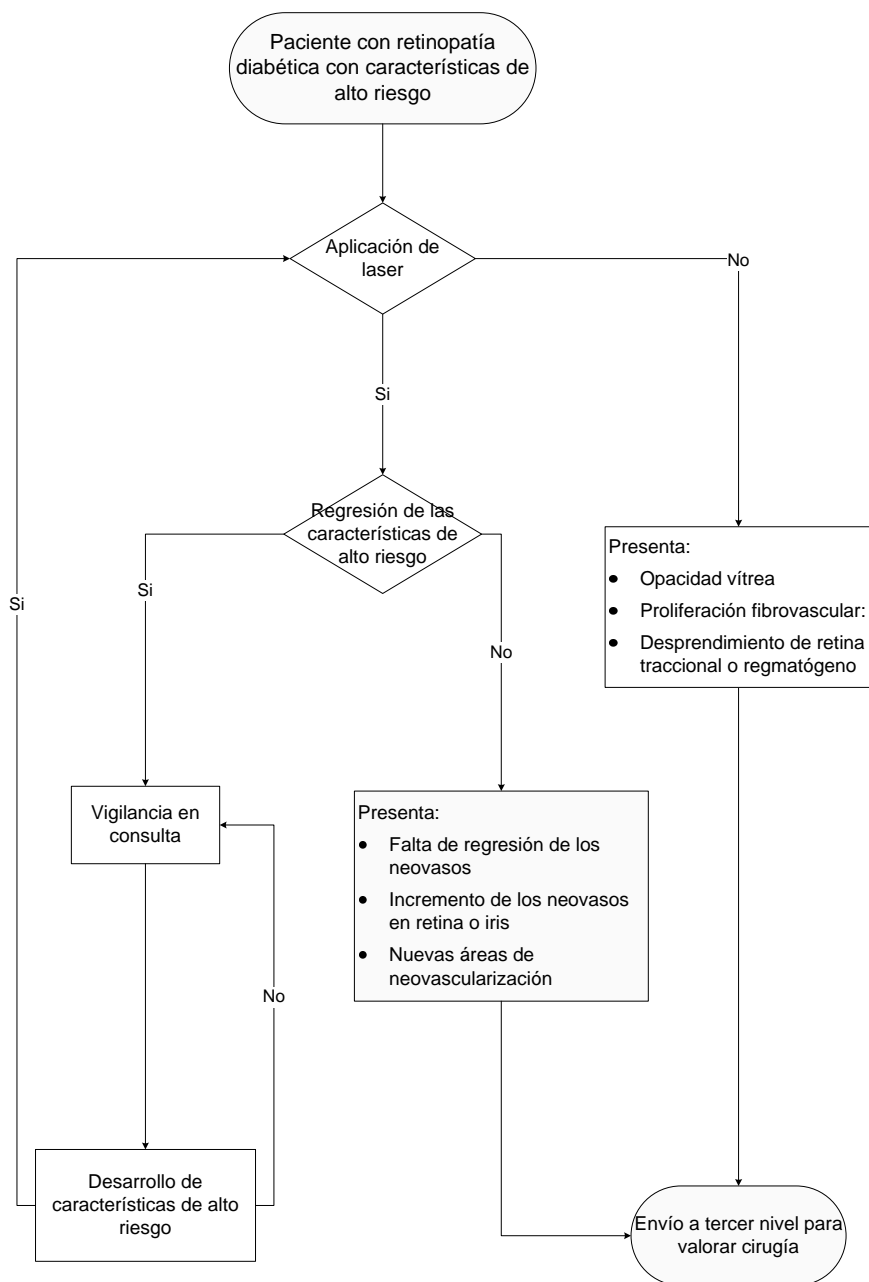 Paciente con retinopatía
diabética con características de
alto riesgo
Aplicación de
laser
No
Si
Regresión de las
características de
alto riesgo
Si
Si
No
Presenta:
● Opacidad vítrea
● Proliferación fibrovascular:
● Desprendimiento de retina
traccional o regmatógeno
Vigilancia en
consulta
Presenta:
● Falta de regresión de los
neovasos
● Incremento de los neovasos
en retina o iris
● Nuevas áreas de
neovascularización
No
Desarrollo de
características de alto
riesgo
Envío a tercer nivel para
valorar cirugía